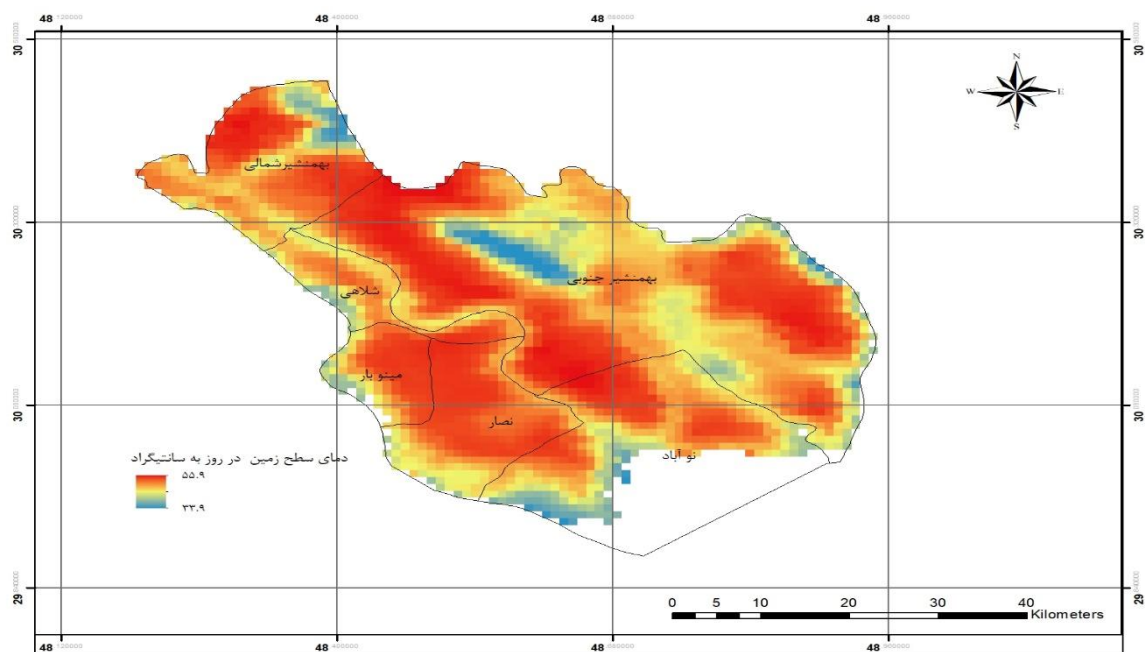 48 48 48 48
30 30
N
W E
S
بهمنشیرشمالی
30 30
بهمنشیر جنوبی
شلاهی
مینو بار
30 30
نصار
نو آباد
دمای سطح زمین در روز به سانتیگراد
۵۵.۹
۳۳.۹
29 29
0 5 10 20 30 40
Kilometers
48 48 48 48